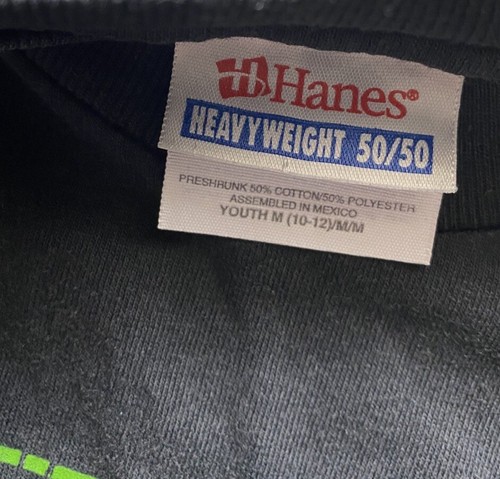 Hanes®
HEAVYWEIGHT 50/50
PRESHRUNK 50% COTTON/50% POLYESTER
ASSEMBLED IN MEXICO
YOUTH M (10-12)/M/M